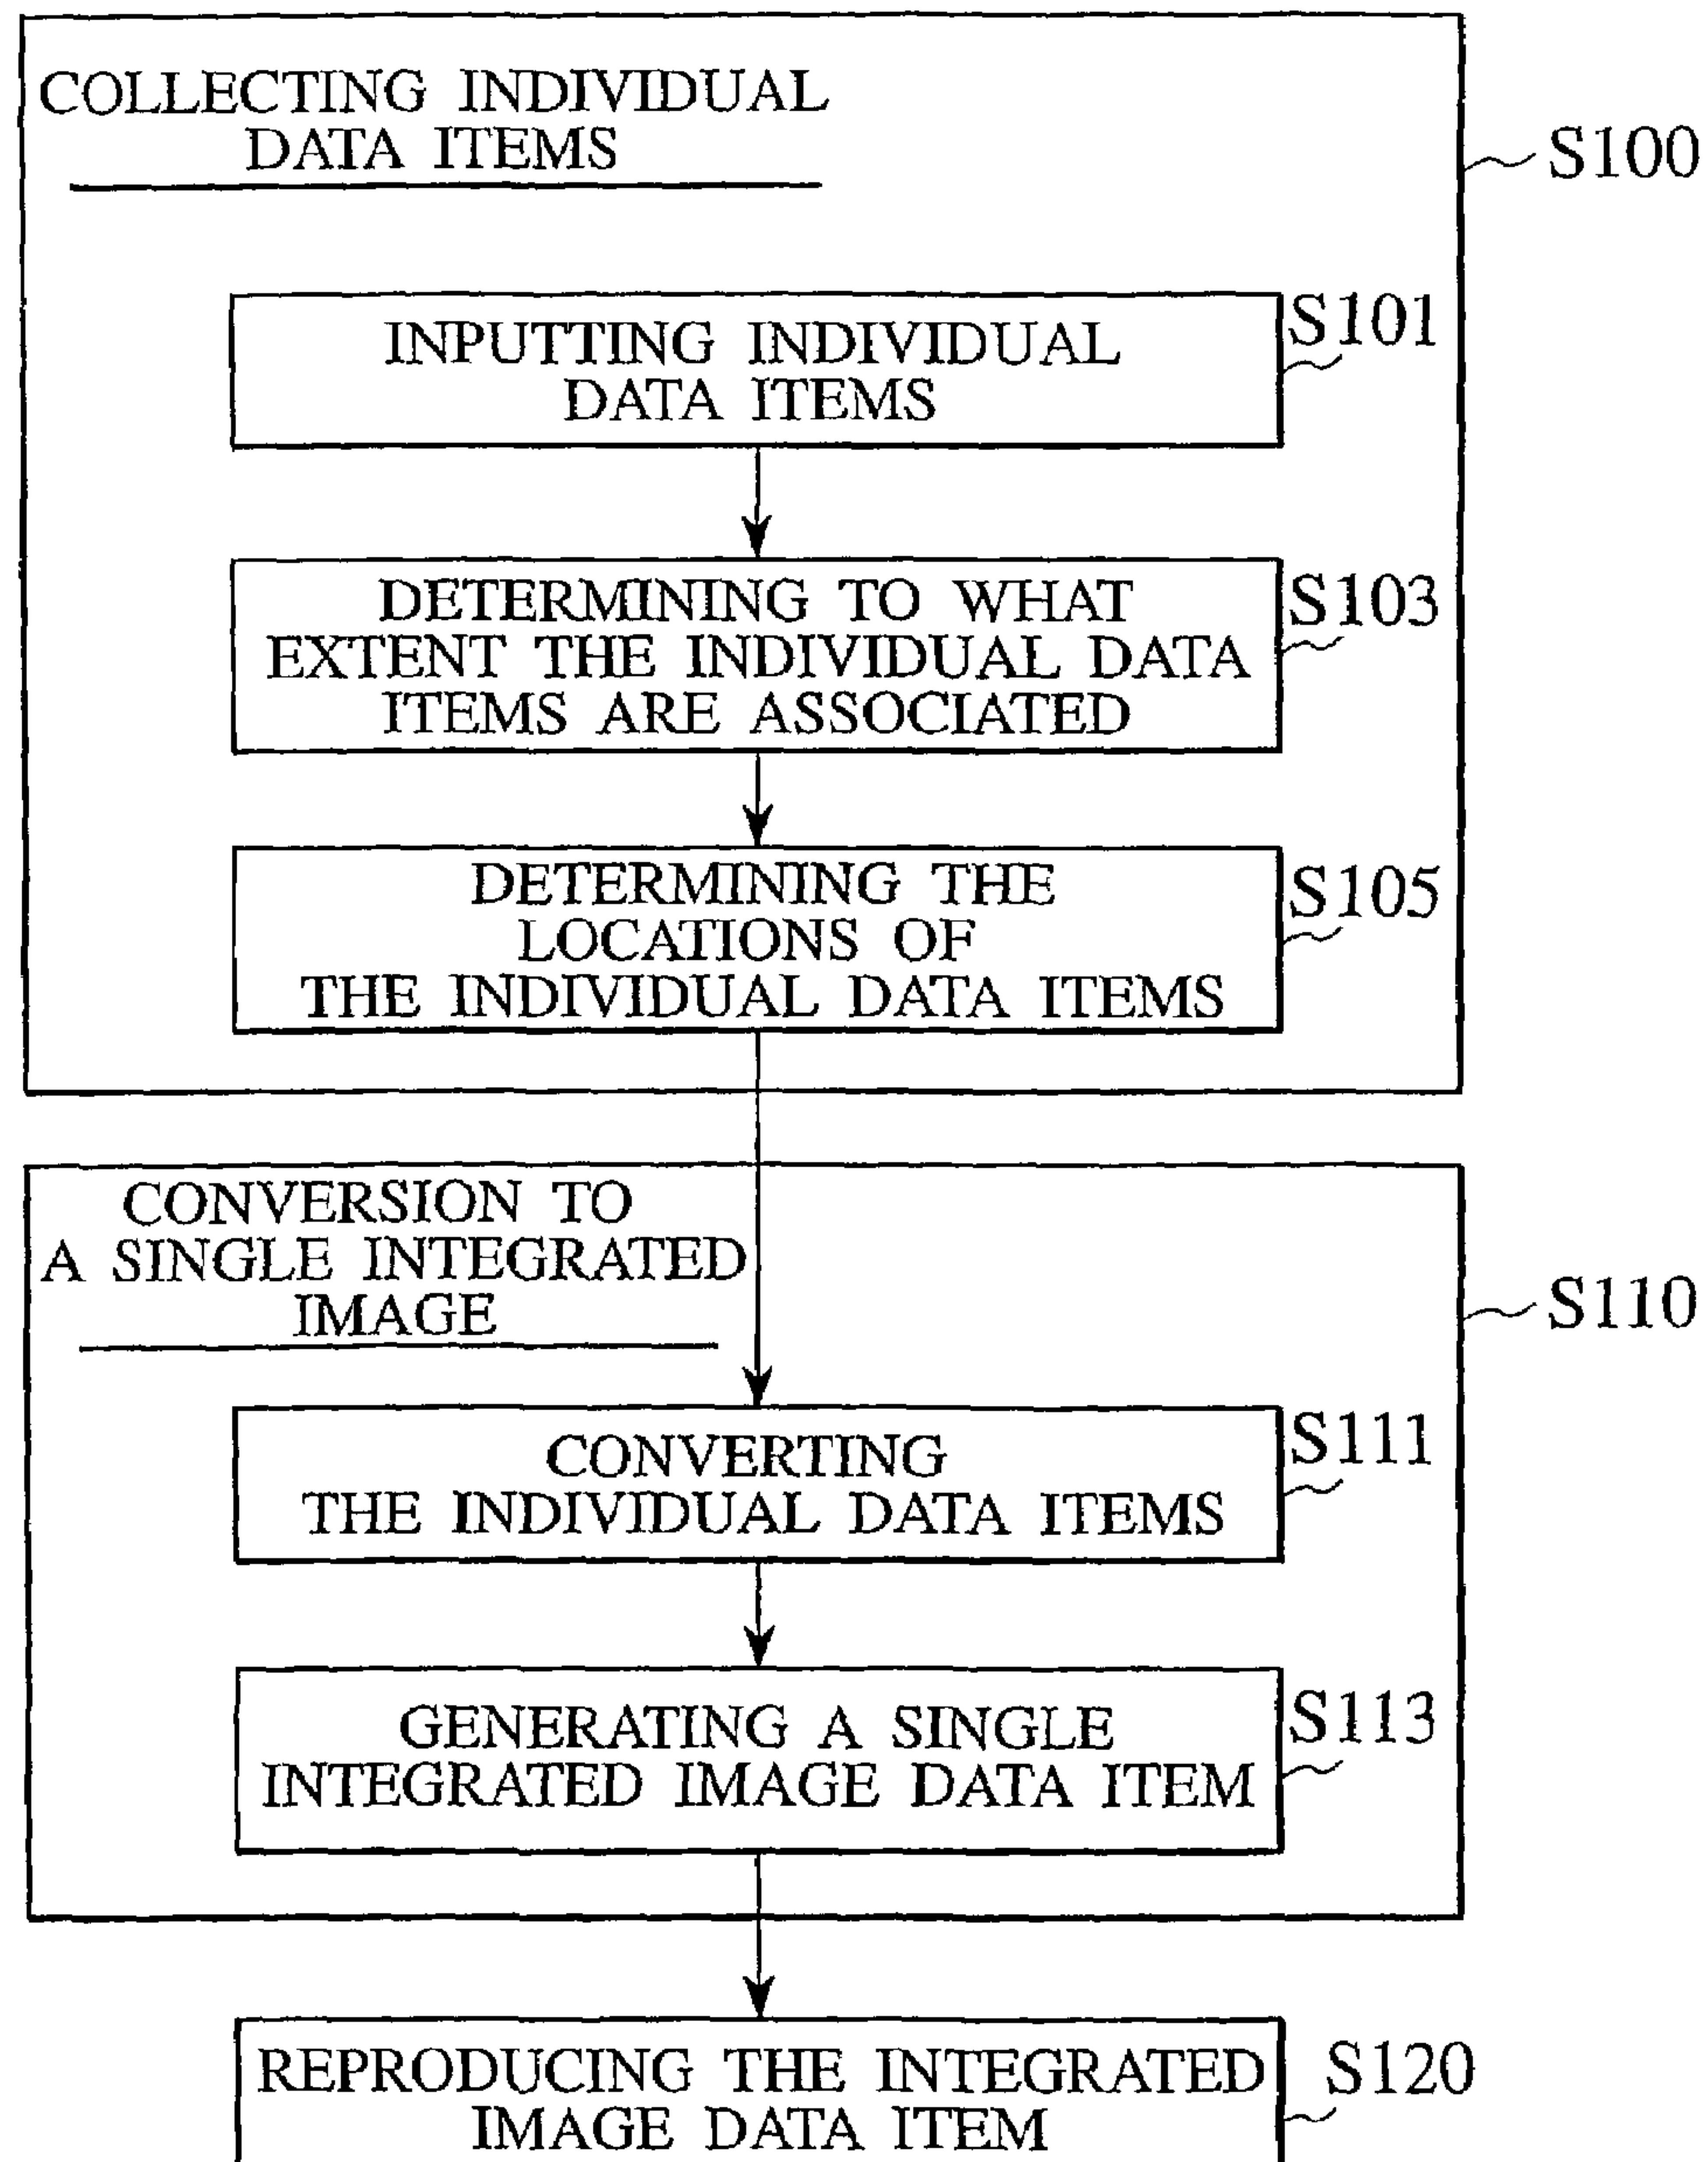 COLLECTING INDIVIDUAL
DATA ITEMS
S100
INPUTTING INDIVIDUAL
DATA ITEMS
S101
DETERMINING TO WHAT
EXTENT THE INDIVIDUAL DATA
ITEMS ARE ASSOCIATED
S103
DETERMINING THE
LOCATIONS OF
THE INDIVIDUAL DATA ITEMS
S105
CONVERSION TO
A SINGLE INTEGRATED
IMAGE
S110
CONVERTING
THE INDIVIDUAL DATA ITEMS
S111
GENERATING A SINGLE
INTEGRATED IMAGE DATA ITEM
S113
REPRODUCING THE INTEGRATED
IMAGE DATA ITEM
S120